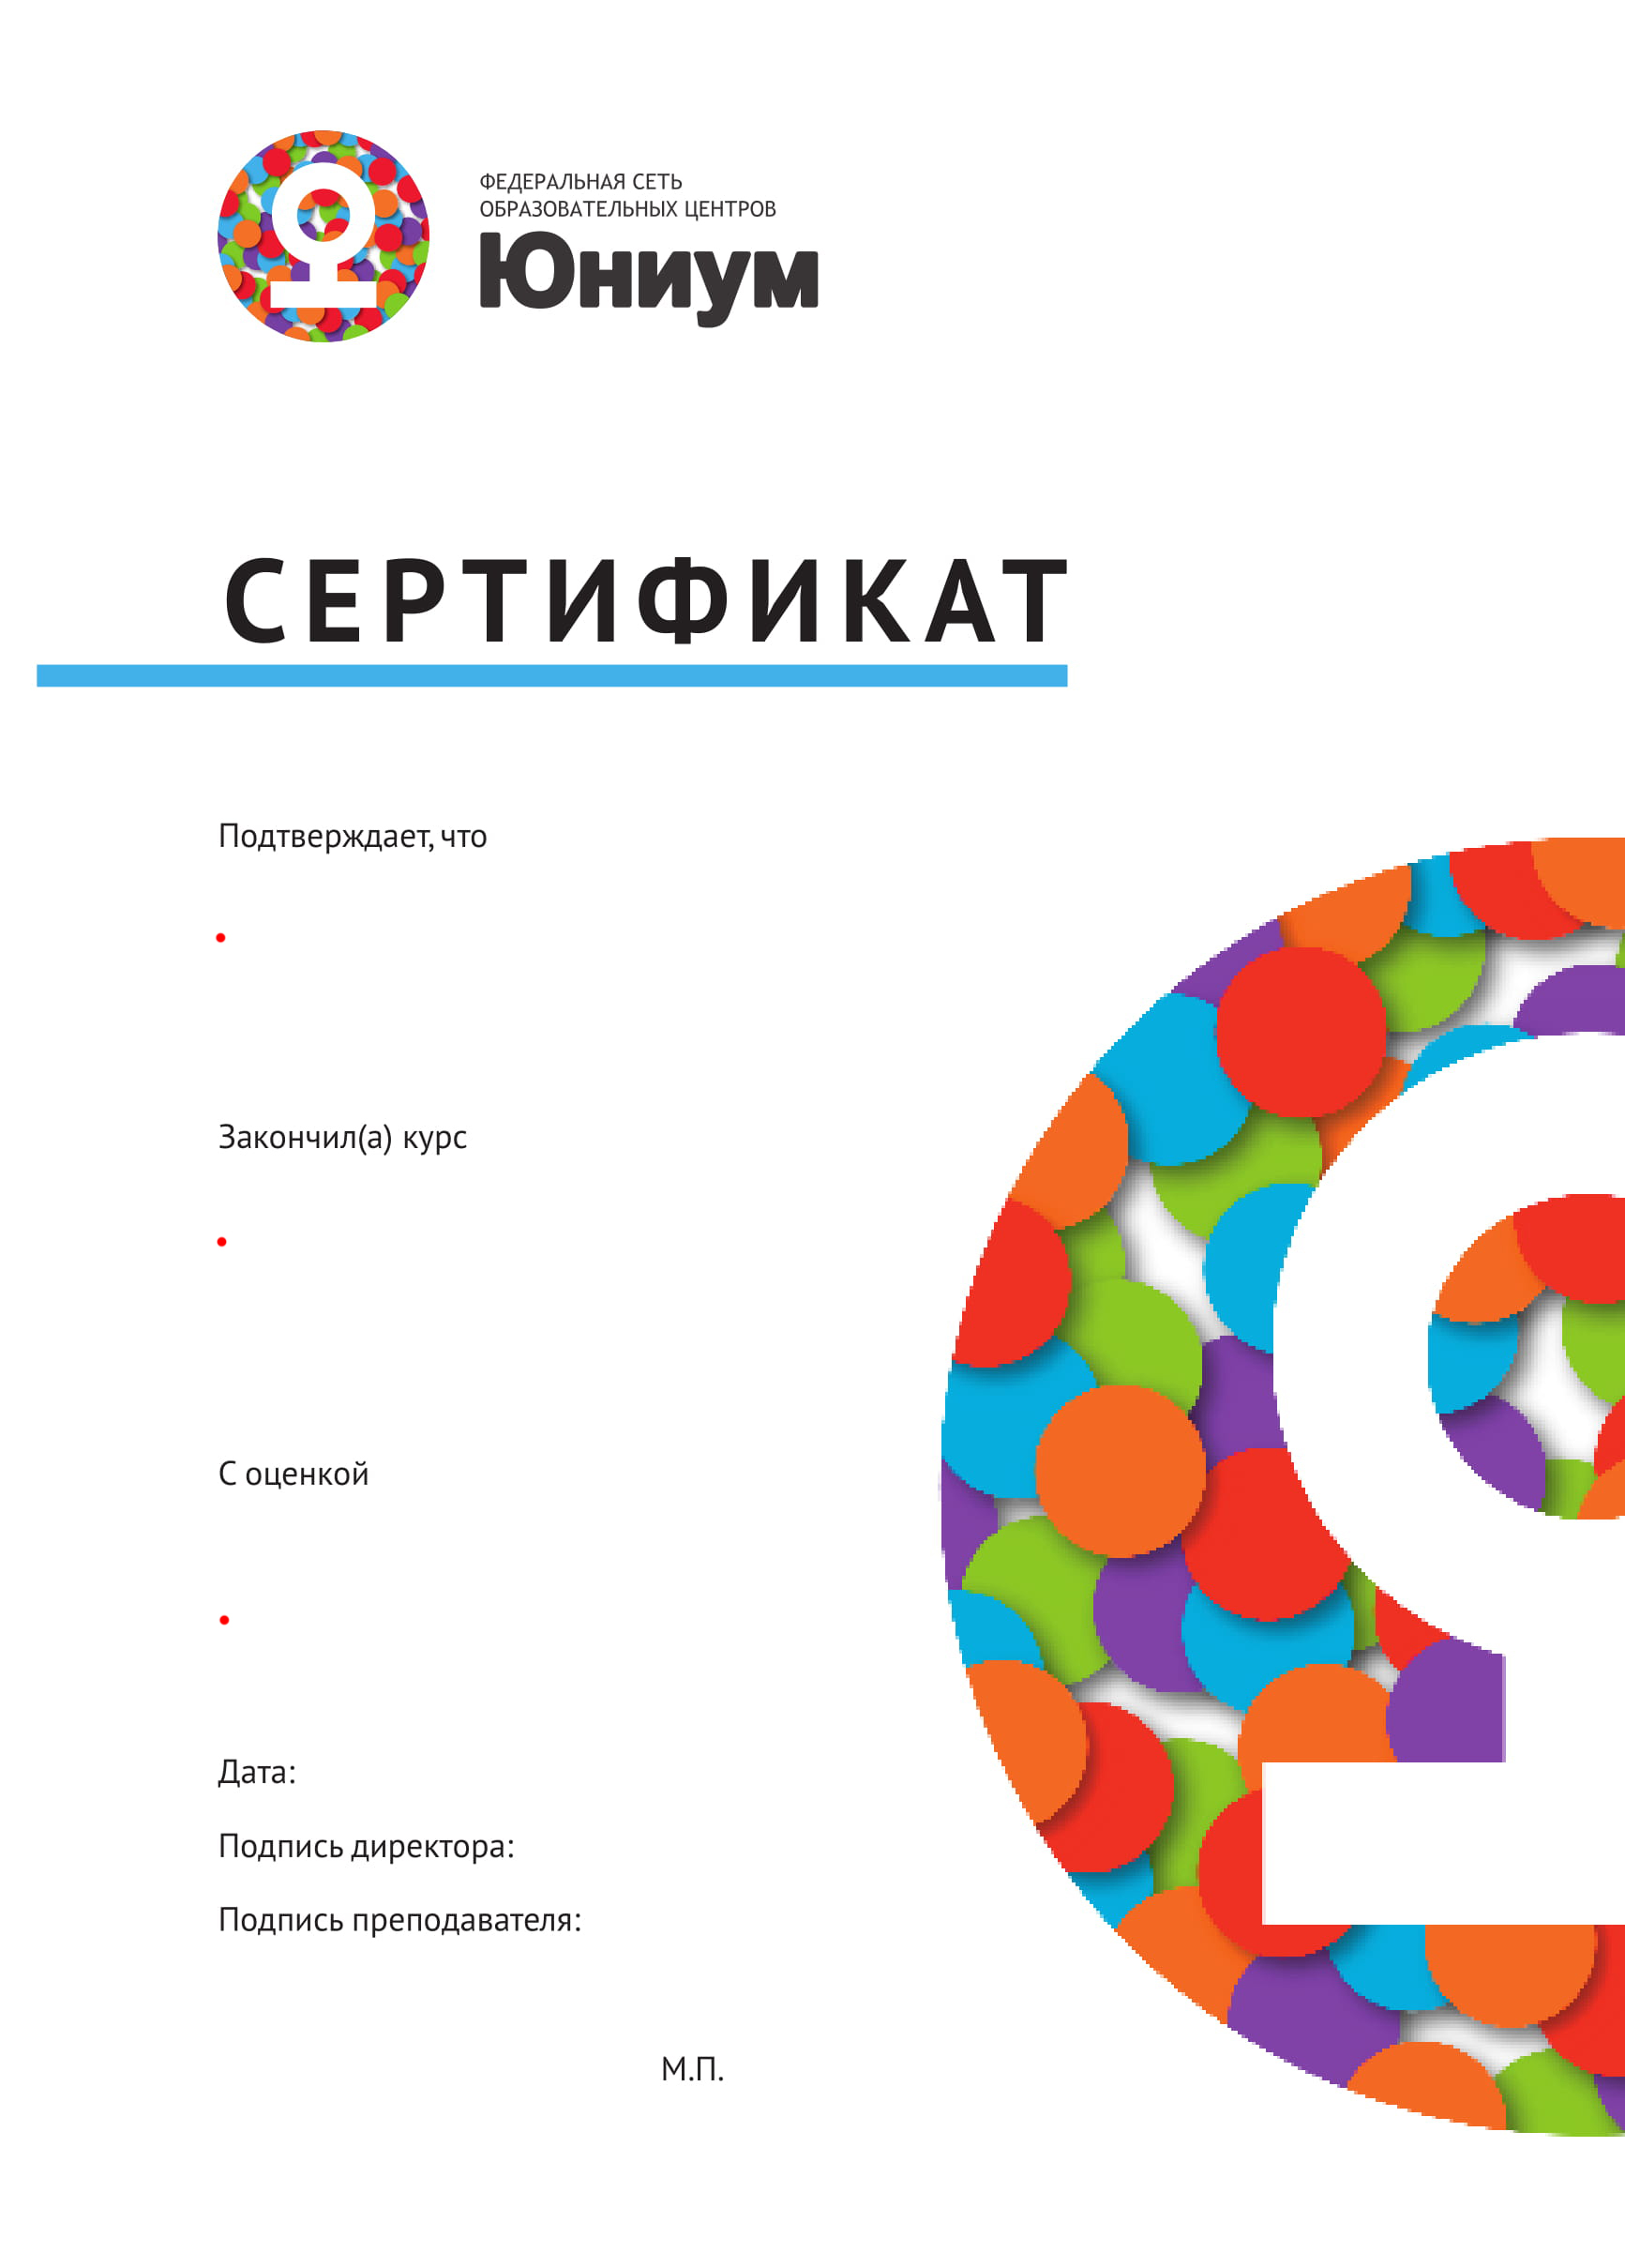 ФЕДЕРАЛЬНАЯ СЕТЬ
ОБРАЗОВАТЕЛЬНЫХ ЦЕНТРОВ
Юниум
СЕРТИФИКАТ
Подтверждает, что
Закончил(а) курс
С оценкой
Дата:
Подпись директора:
Подпись преподавателя:
М.П.